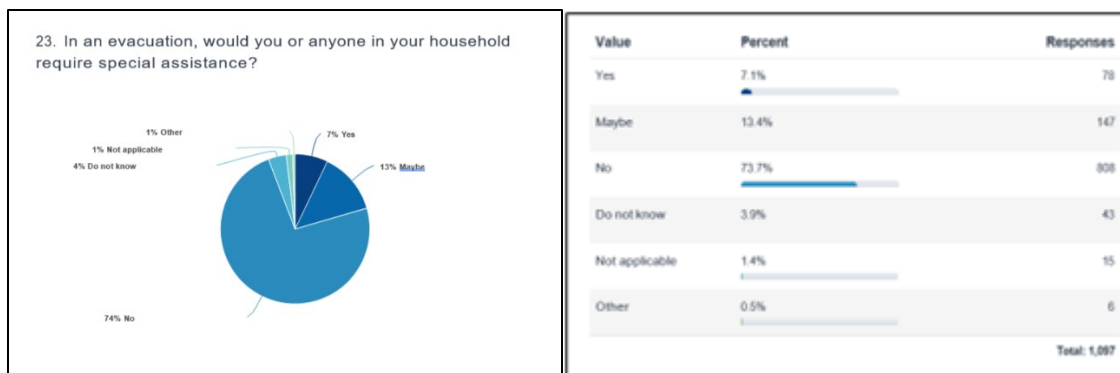 23. In an evacuation, would you or anyone in your household
require special assistance?
1% Other
7% Yes
1% Not applicable
4% Do not know
13% Maybe
74% No
Value Percent Responses
Yes 7.1% 78
Maybe 13.4% 147
No 73.7% 808
Do not know 3.9% 43
Not applicable 1.4% 15
Other 0.5% 6
Total: 1,097